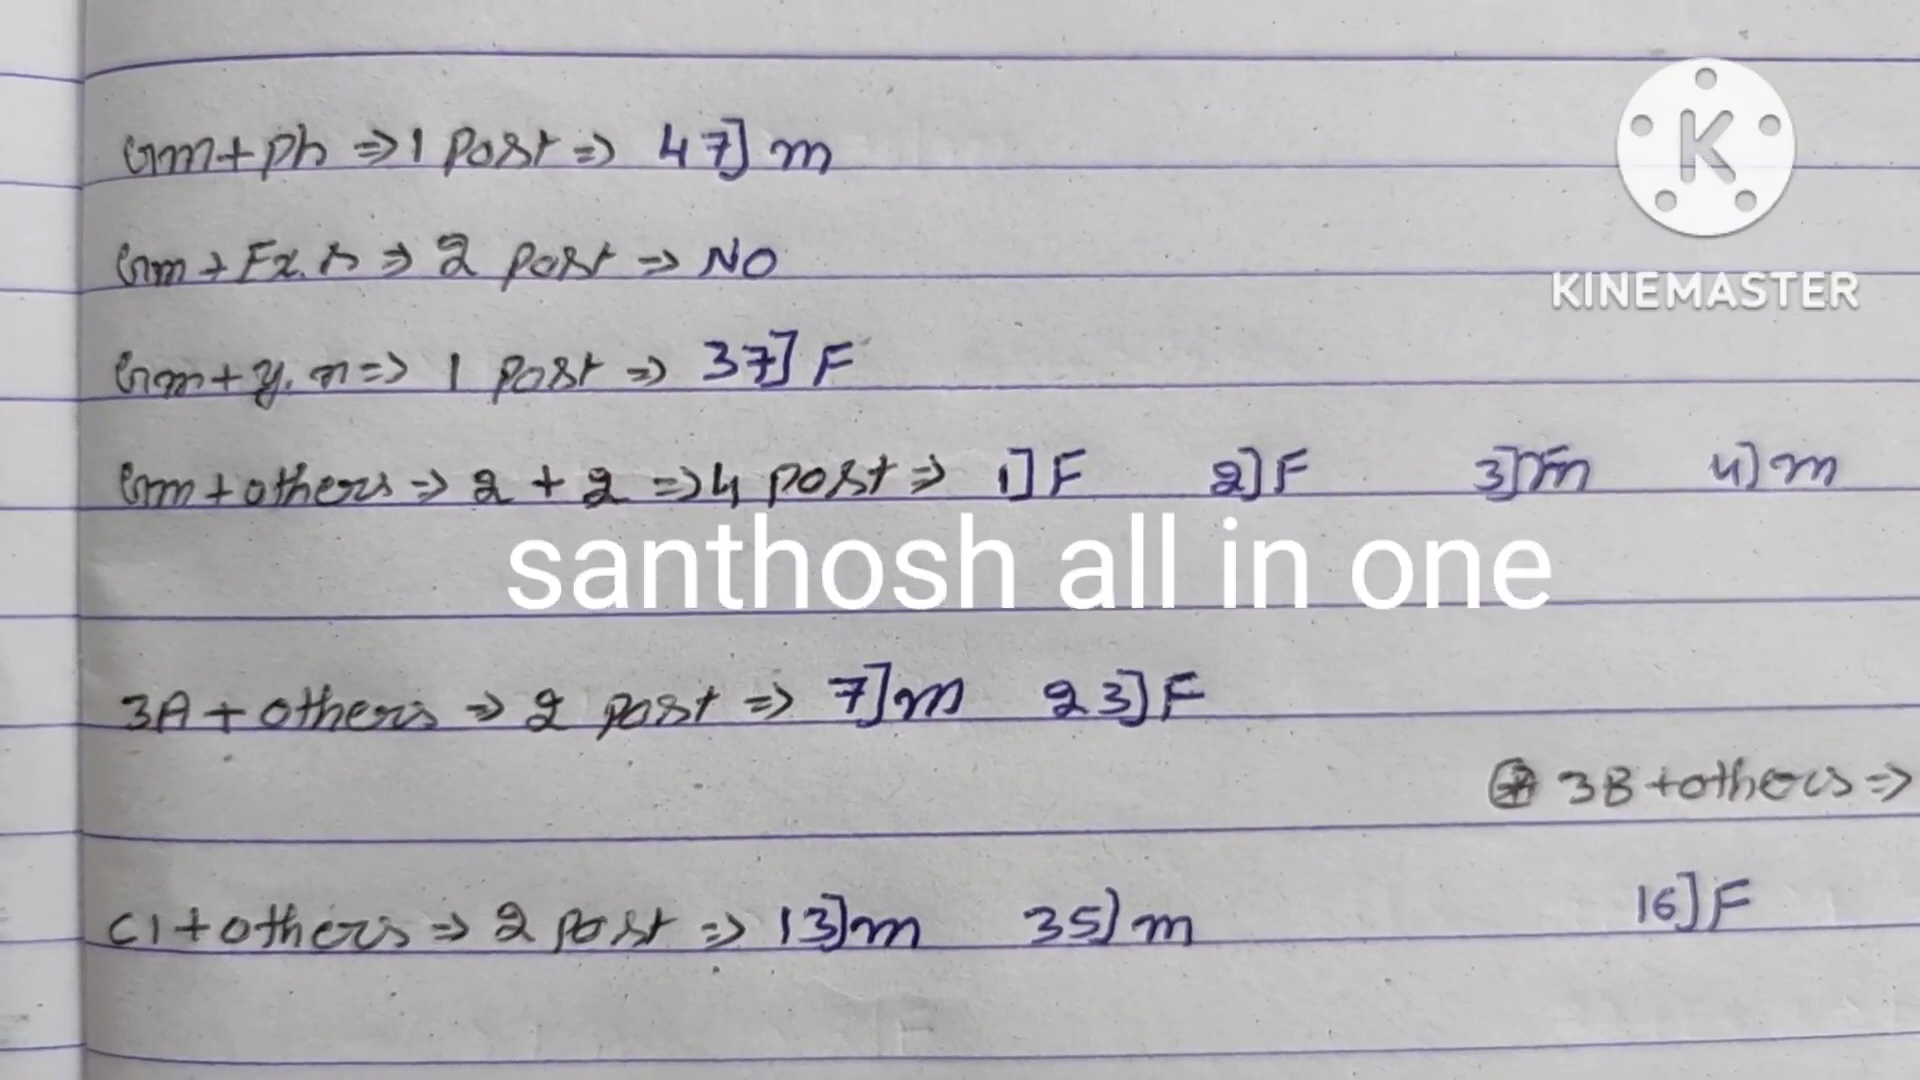 Gm+ph => 1 post => 47] m
KINEMASTER
Gm + Ex.s => 2 post => NO
Gm + y.n => 1 post => 37] F
Gm + others => 2 + 2 => 4 post => 1] F 2] F 3] m 4] m
santhosh all in one
3A + others => 2 post => 7] m 23] F
3B + others =>
C1 + others => 2 post => 13] m 35] m 16] F